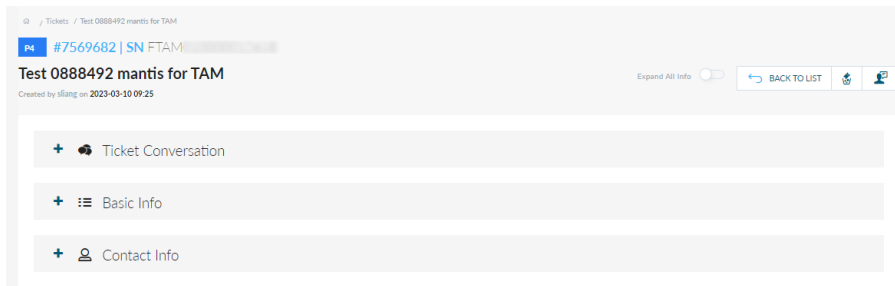 / Tickets / Test 0888492 mantis for TAM
P4 #7569682 | SN FTAM
Test 0888492 mantis for TAM
Expand All Info BACK TO LIST
Created by sliang on 2023-03-10 09:25
+ Ticket Conversation
+ Basic Info
+ Contact Info